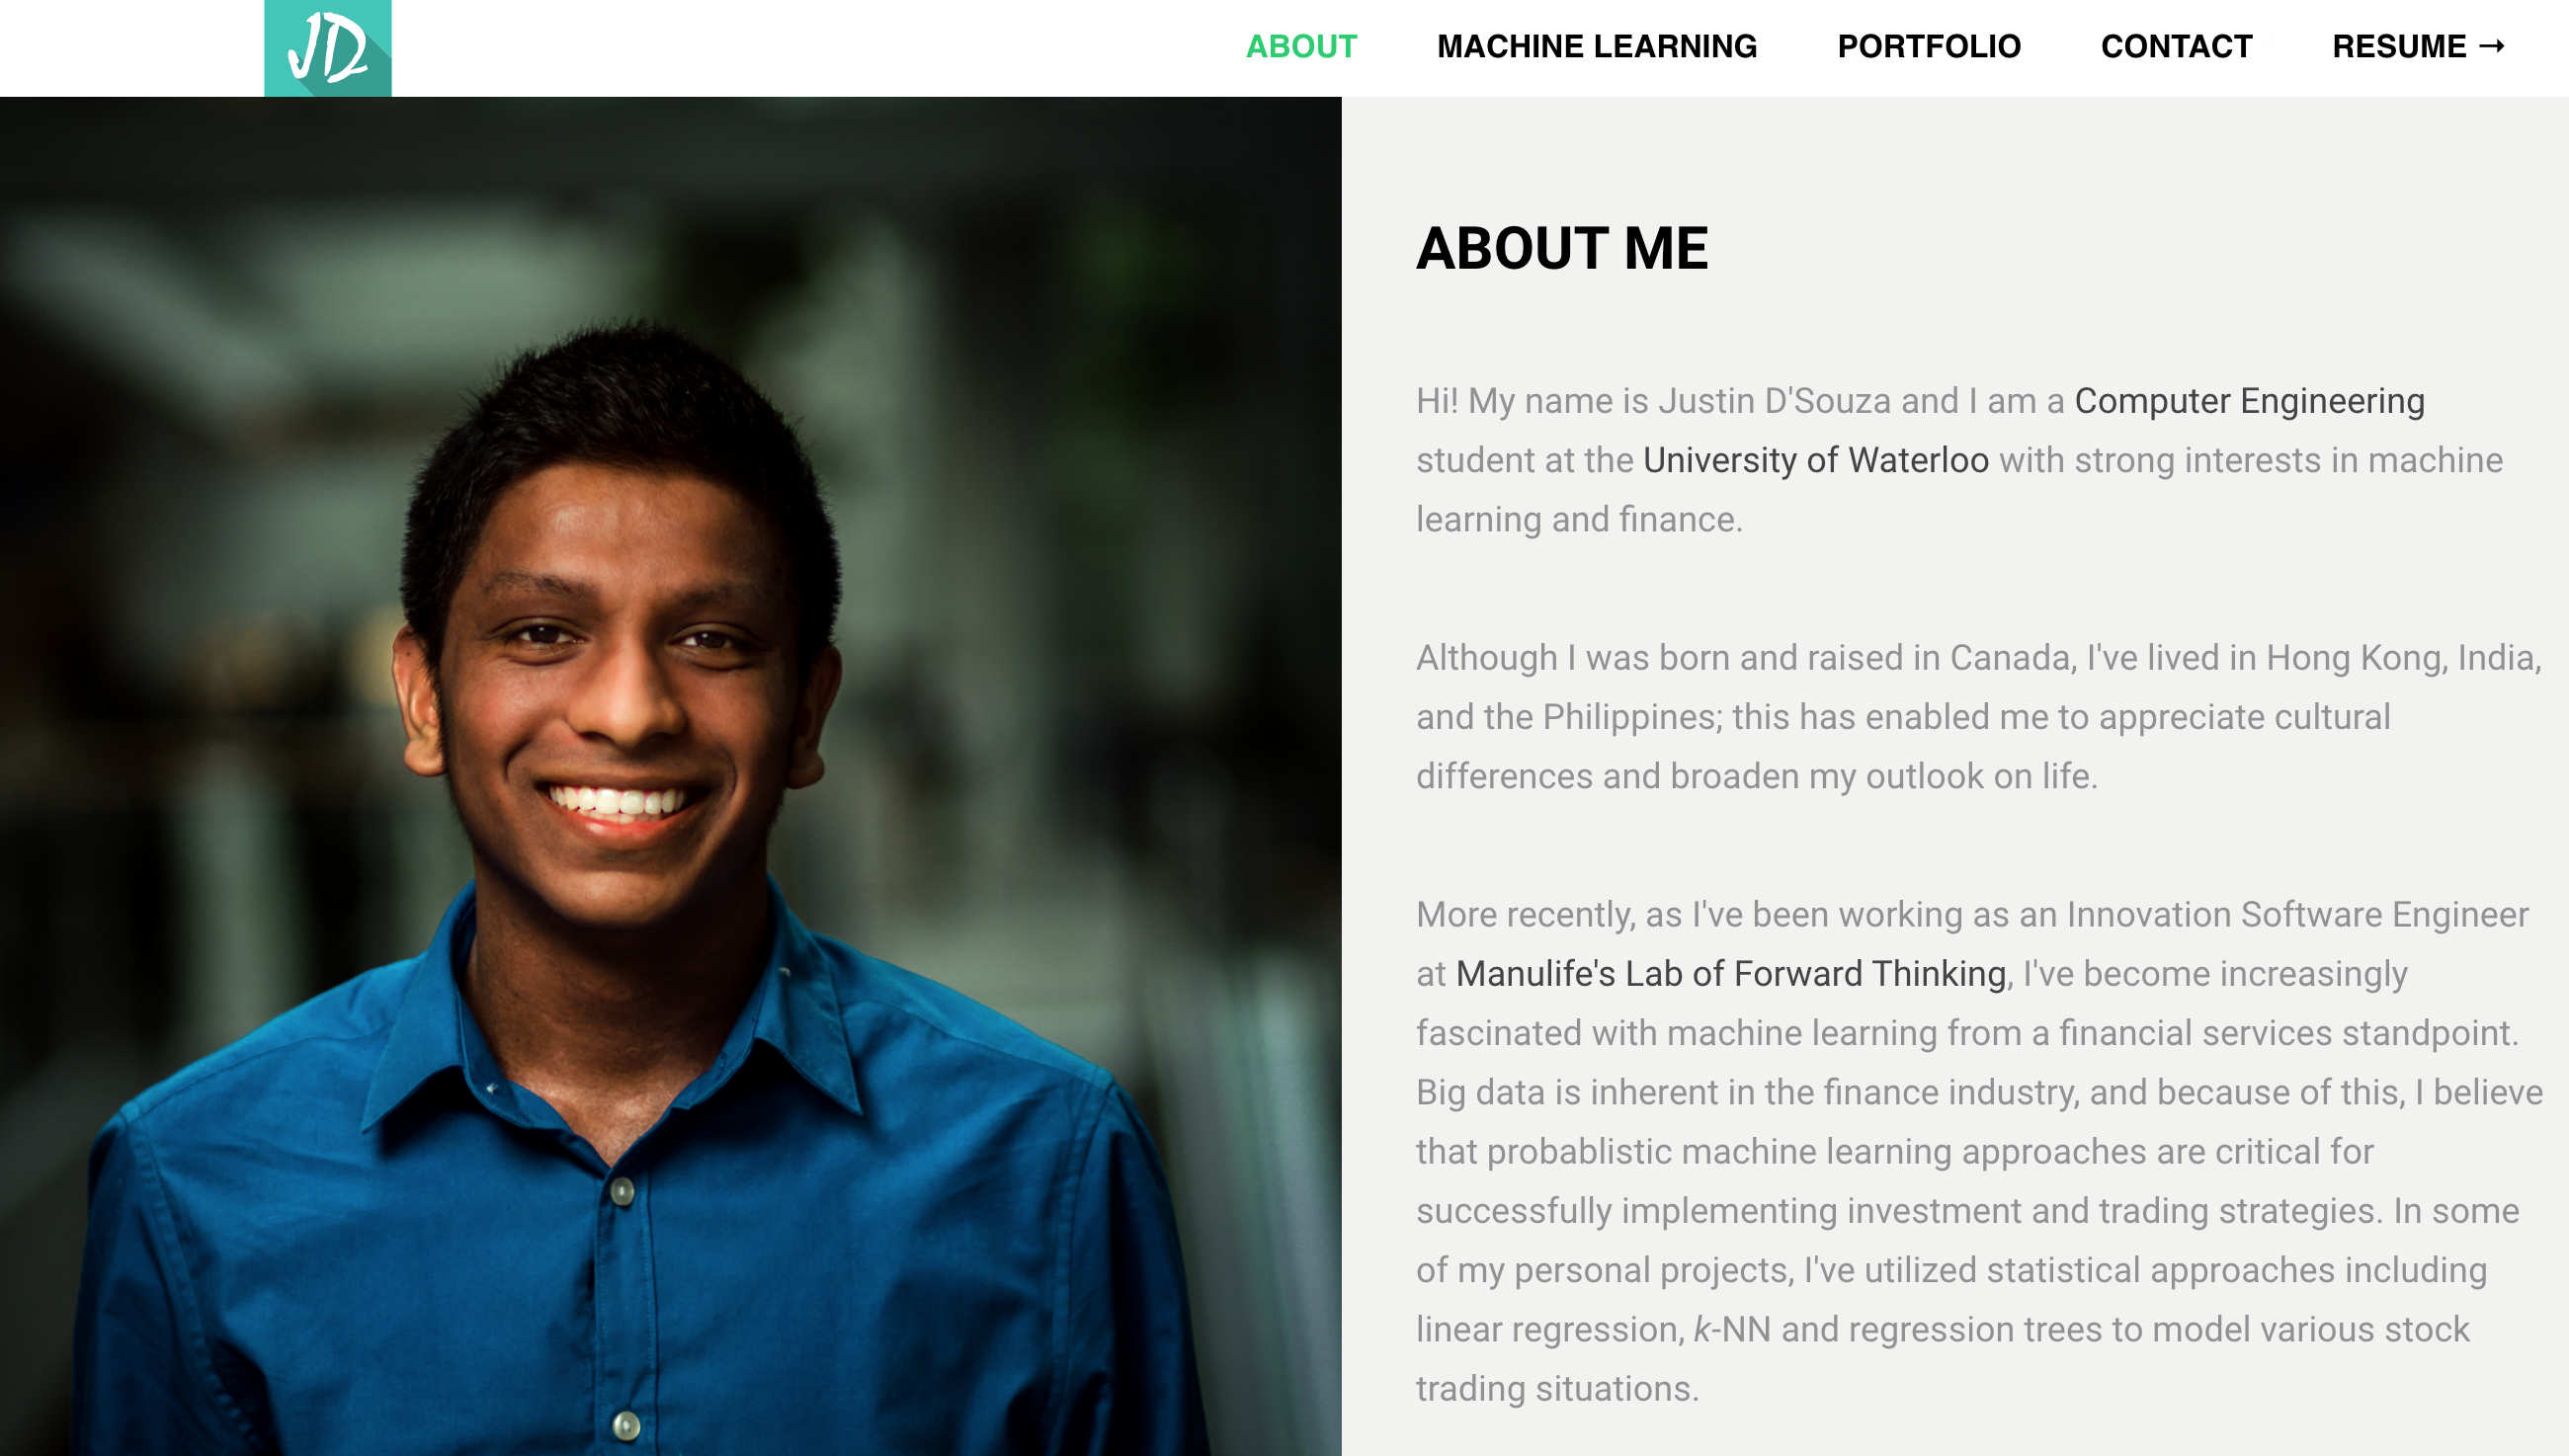 JD
ABOUT
MACHINE LEARNING
PORTFOLIO
CONTACT
RESUME →
ABOUT ME
Hi! My name is Justin D'Souza and I am a Computer Engineering
student at the University of Waterloo with strong interests in machine
learning and finance.
Although I was born and raised in Canada, I've lived in Hong Kong, India,
and the Philippines; this has enabled me to appreciate cultural
differences and broaden my outlook on life.
More recently, as I've been working as an Innovation Software Engineer
at Manulife's Lab of Forward Thinking, I've become increasingly
fascinated with machine learning from a financial services standpoint.
Big data is inherent in the finance industry, and because of this, I believe
that probablistic machine learning approaches are critical for
successfully implementing investment and trading strategies. In some
of my personal projects, I've utilized statistical approaches including
linear regression, k-NN and regression trees to model various stock
trading situations.